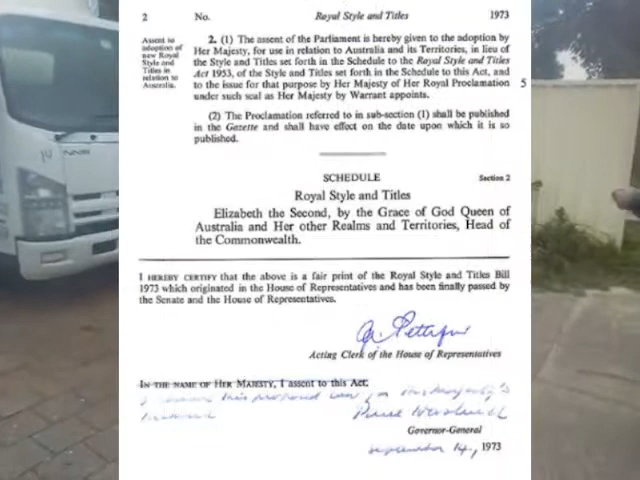 2 No. Royal Style and Titles 1973
Assent to
adoption of
new Royal
Style and
Titles in
relation to
Australia.
2. (1) The assent of the Parliament is hereby given to the adoption by
Her Majesty, for use in relation to Australia and its Territories, in lieu of
the Style and Titles set forth in the Schedule to the Royal Style and Titles
Act 1953, of the Style and Titles set forth in the Schedule to this Act, and
to the issue for that purpose by Her Majesty of Her Royal Proclamation 5
under such seal as Her Majesty by Warrant appoints.
(2) The Proclamation referred to in sub-section (1) shall be published
in the Gazette and shall have effect on the date upon which it is so
published.
SCHEDULE Section 2
Royal Style and Titles
Elizabeth the Second, by the Grace of God Queen of
Australia and Her other Realms and Territories, Head of
the Commonwealth.
I HEREBY CERTIFY that the above is a fair print of the Royal Style and Titles Bill
1973 which originated in the House of Representatives and has been finally passed by
the Senate and the House of Representatives.
Acting Clerk of the House of Representatives
IN THE NAME OF HER MAJESTY, I assent to this Act.
this proposed law for Her Majesty's
Paul Hasluck
Governor-General
September 14, 1973